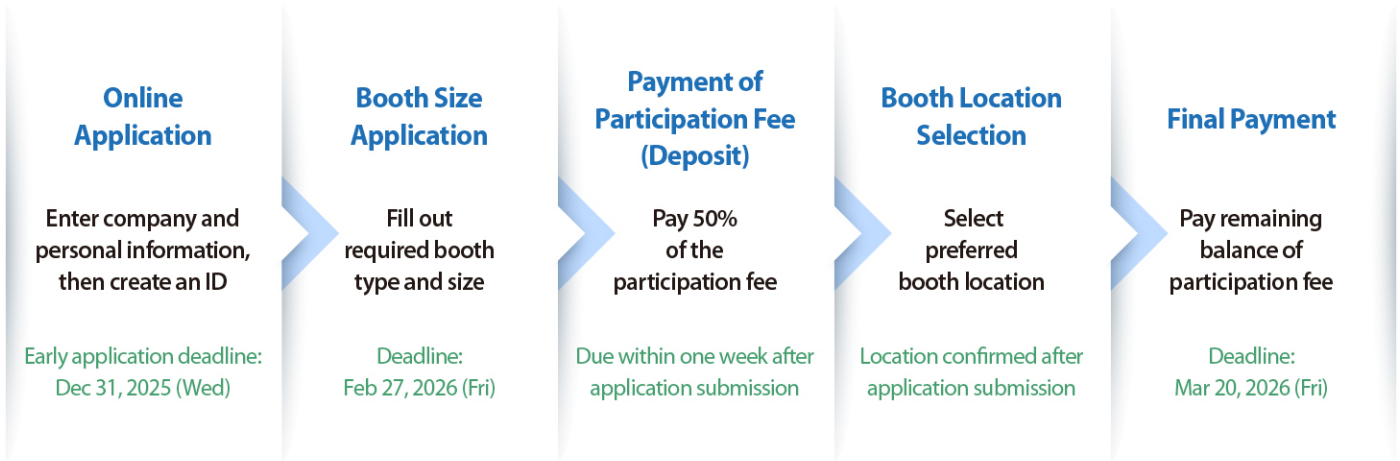 Online
Application
Enter company and
personal information,
then create an ID
Early application deadline:
Dec 31, 2025 (Wed)
Booth Size
Application
Fill out
required booth
type and size
Deadline:
Feb 27, 2026 (Fri)
Payment of
Participation Fee
(Deposit)
Pay 50%
of the
participation fee
Due within one week after
application submission
Booth Location
Selection
Select
preferred
booth location
Location confirmed after
application submission
Final Payment
Pay remaining
balance of
participation fee
Deadline:
Mar 20, 2026 (Fri)